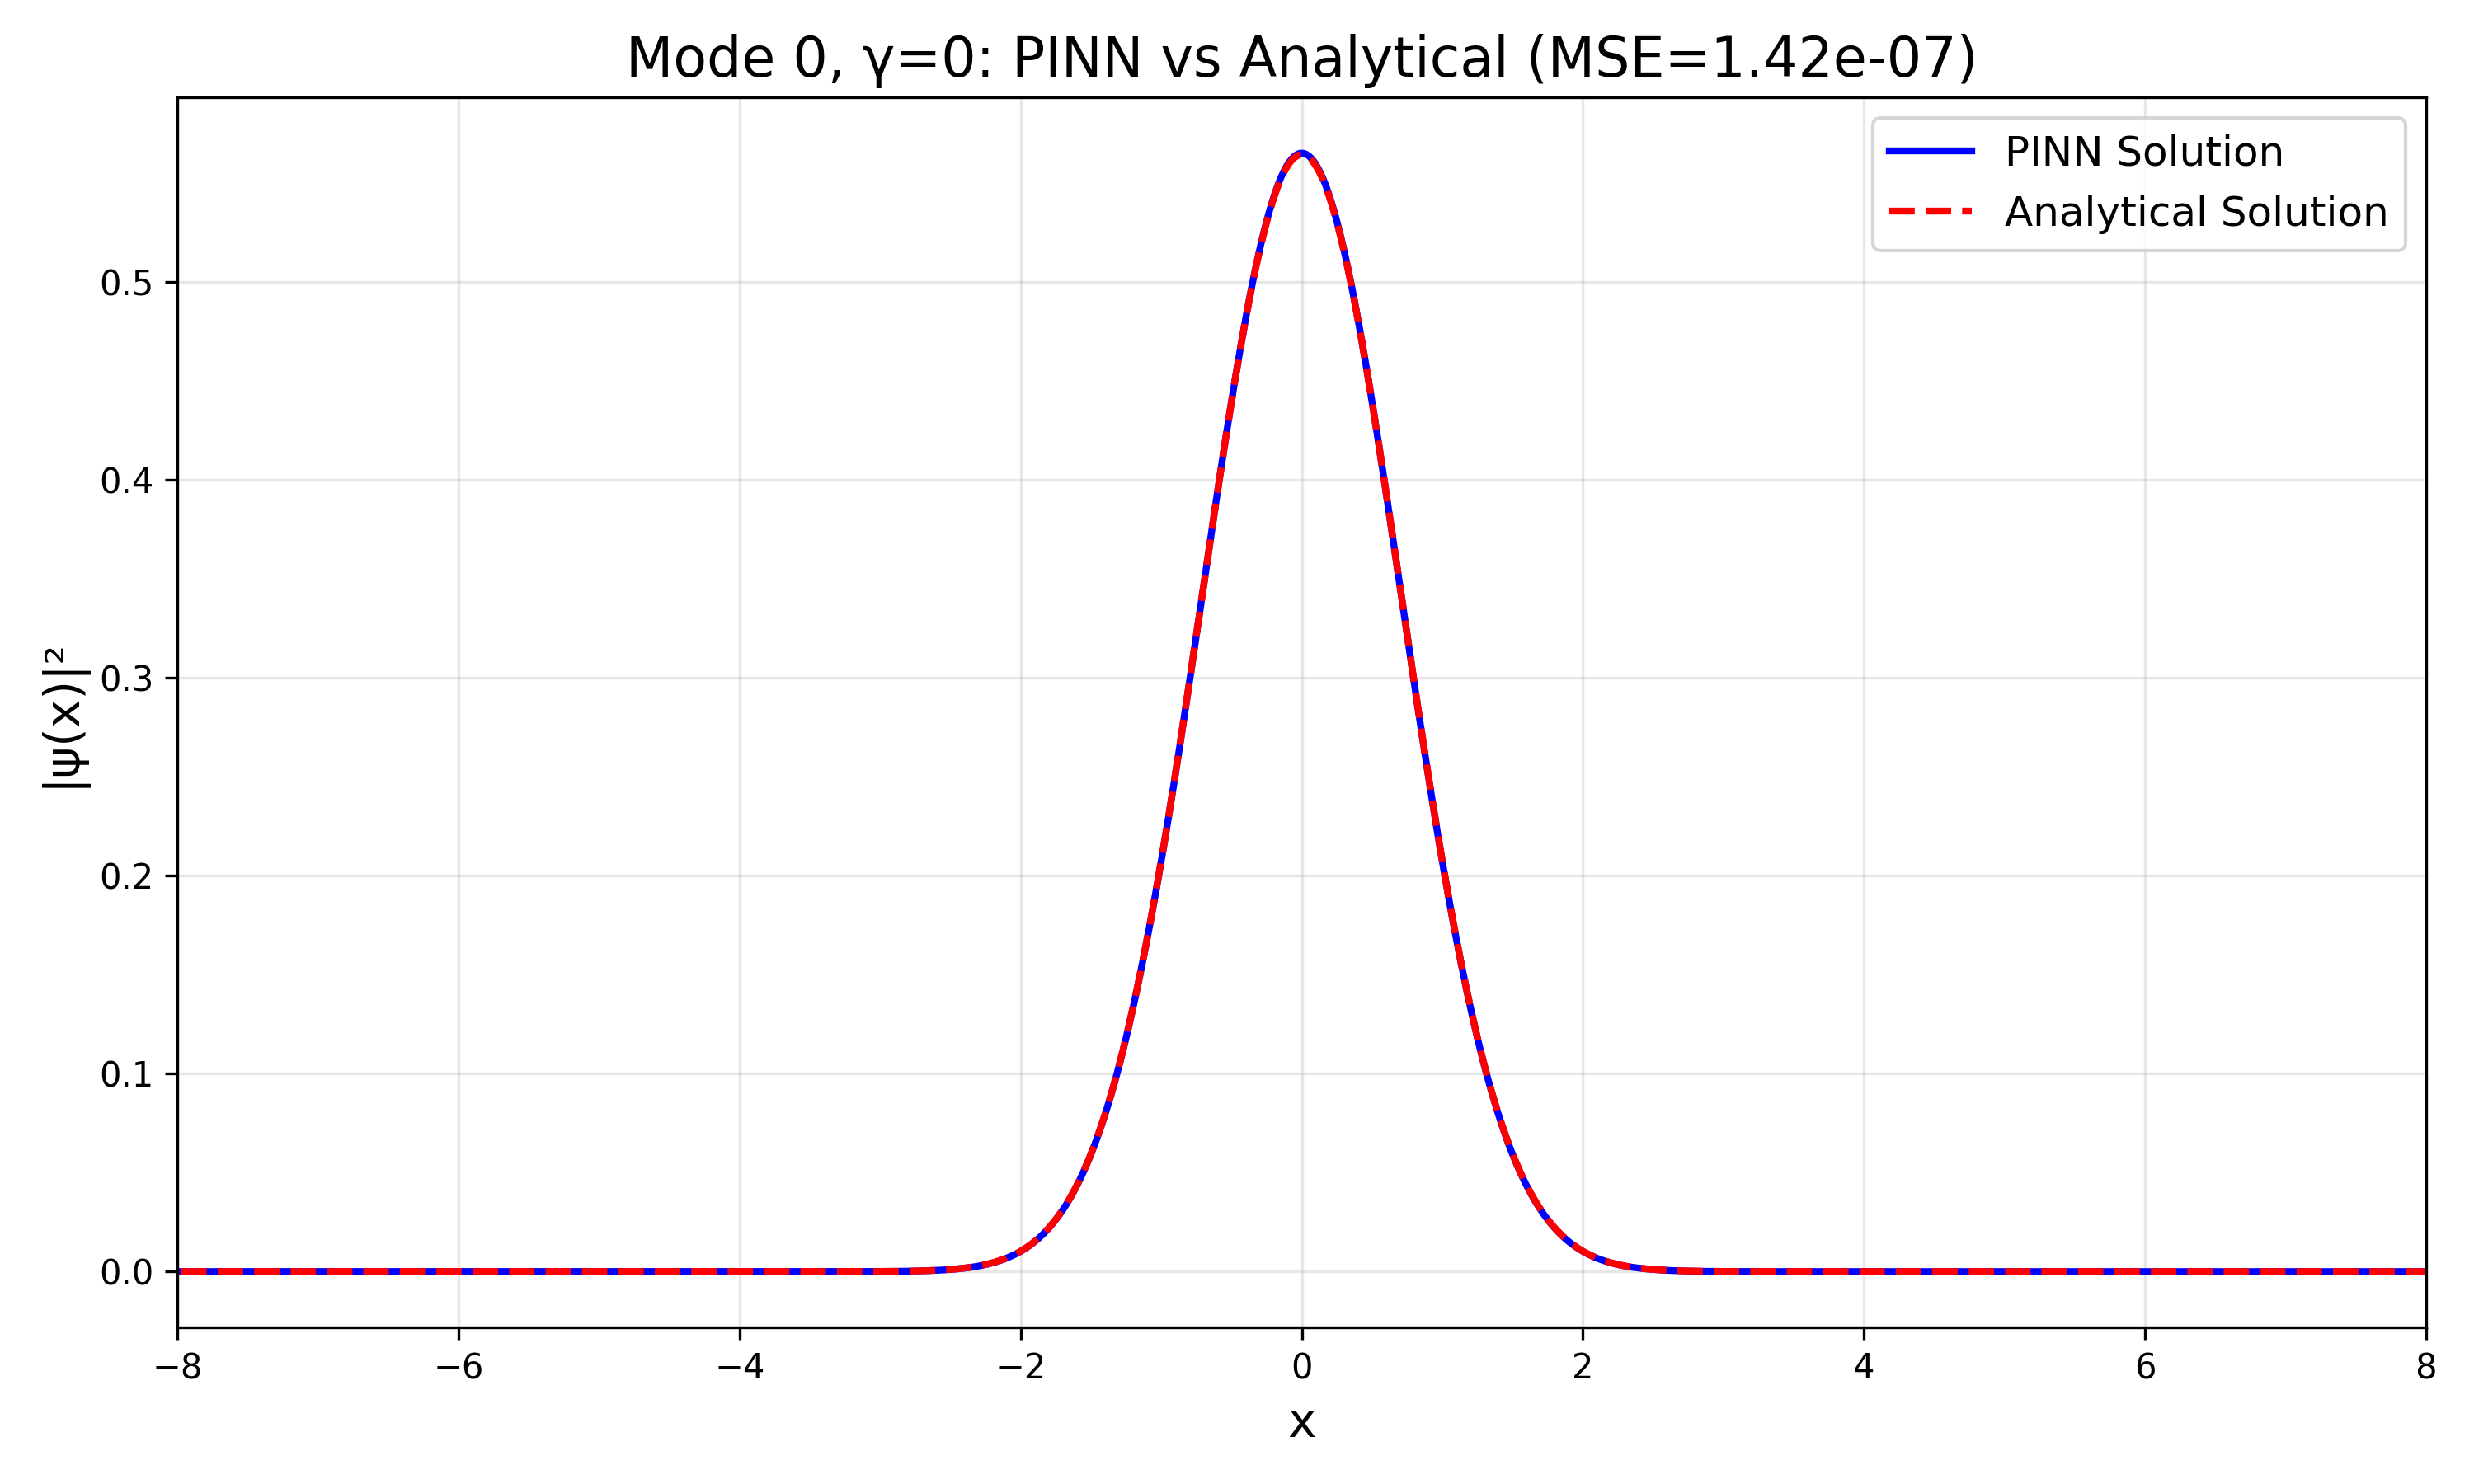 Mode 0, γ=0: PINN vs Analytical (MSE=1.42e-07)
PINN Solution
Analytical Solution
|ψ(x)|²
0.5
0.4
0.3
0.2
0.1
0.0
−8 −6 −4 −2 0 2 4 6 8
x